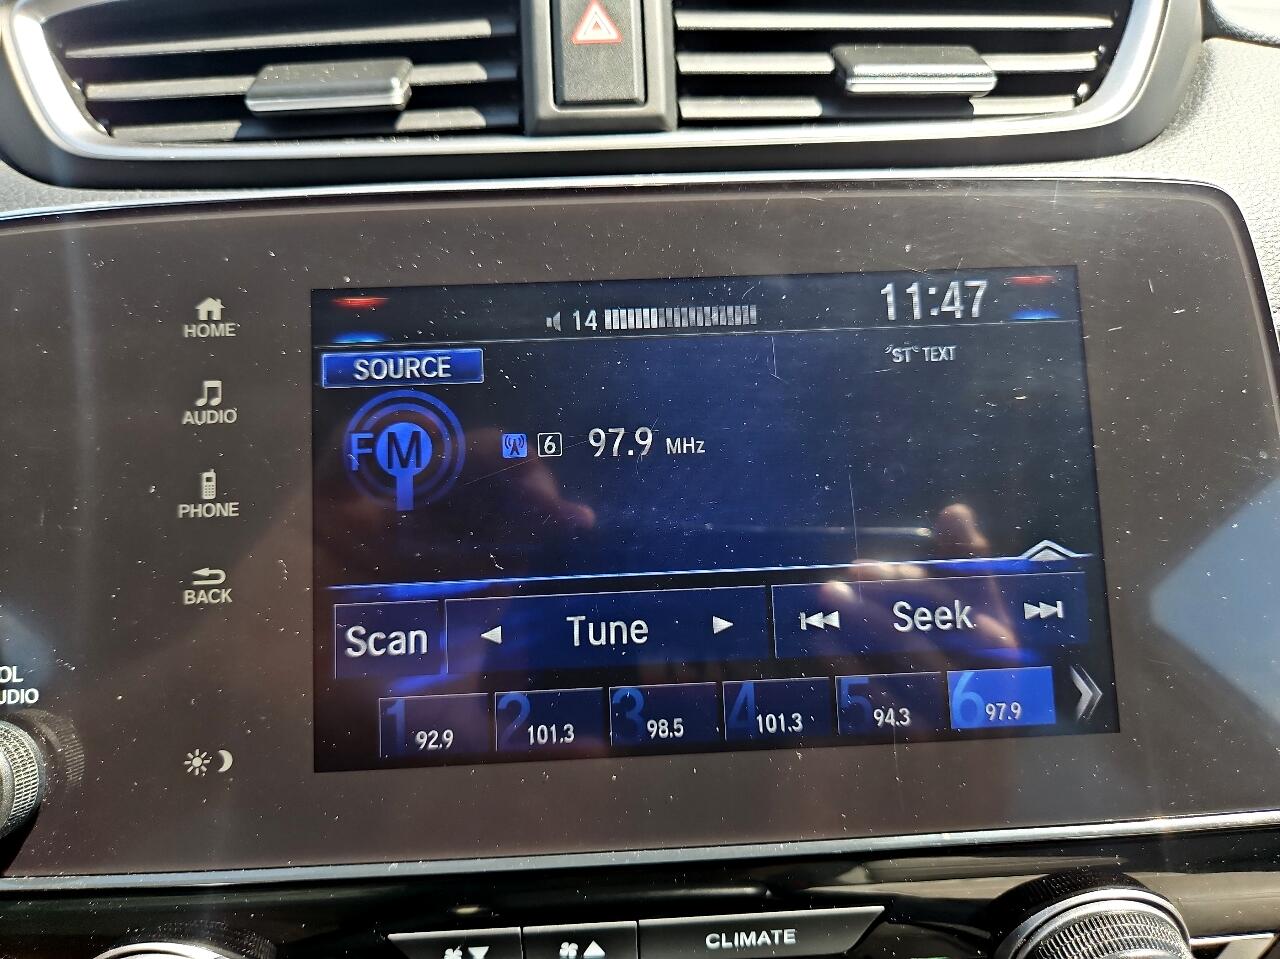 HOME
AUDIO
PHONE
BACK
14
11:47
ST TEXT
SOURCE
FM
6 97.9 MHz
Scan
Tune
Seek
1 92.9
2 101.3
3 98.5
4 101.3
5 94.3
6 97.9
CLIMATE